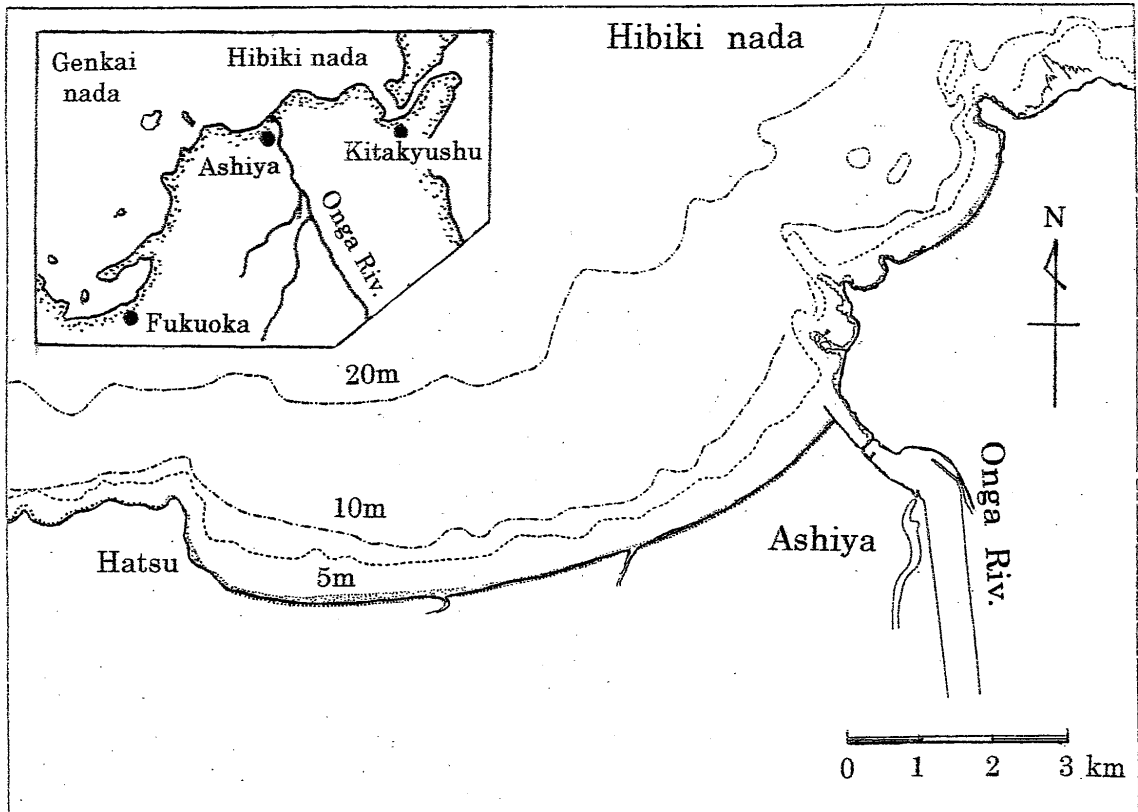 Hibiki nada
Genkai
nada
Hibiki nada
Ashiya
Kitakyushu
Onga Riv.
Fukuoka
N
20m
10m
5m
Hatsu
Ashiya
Onga Riv.
0 1 2 3 km